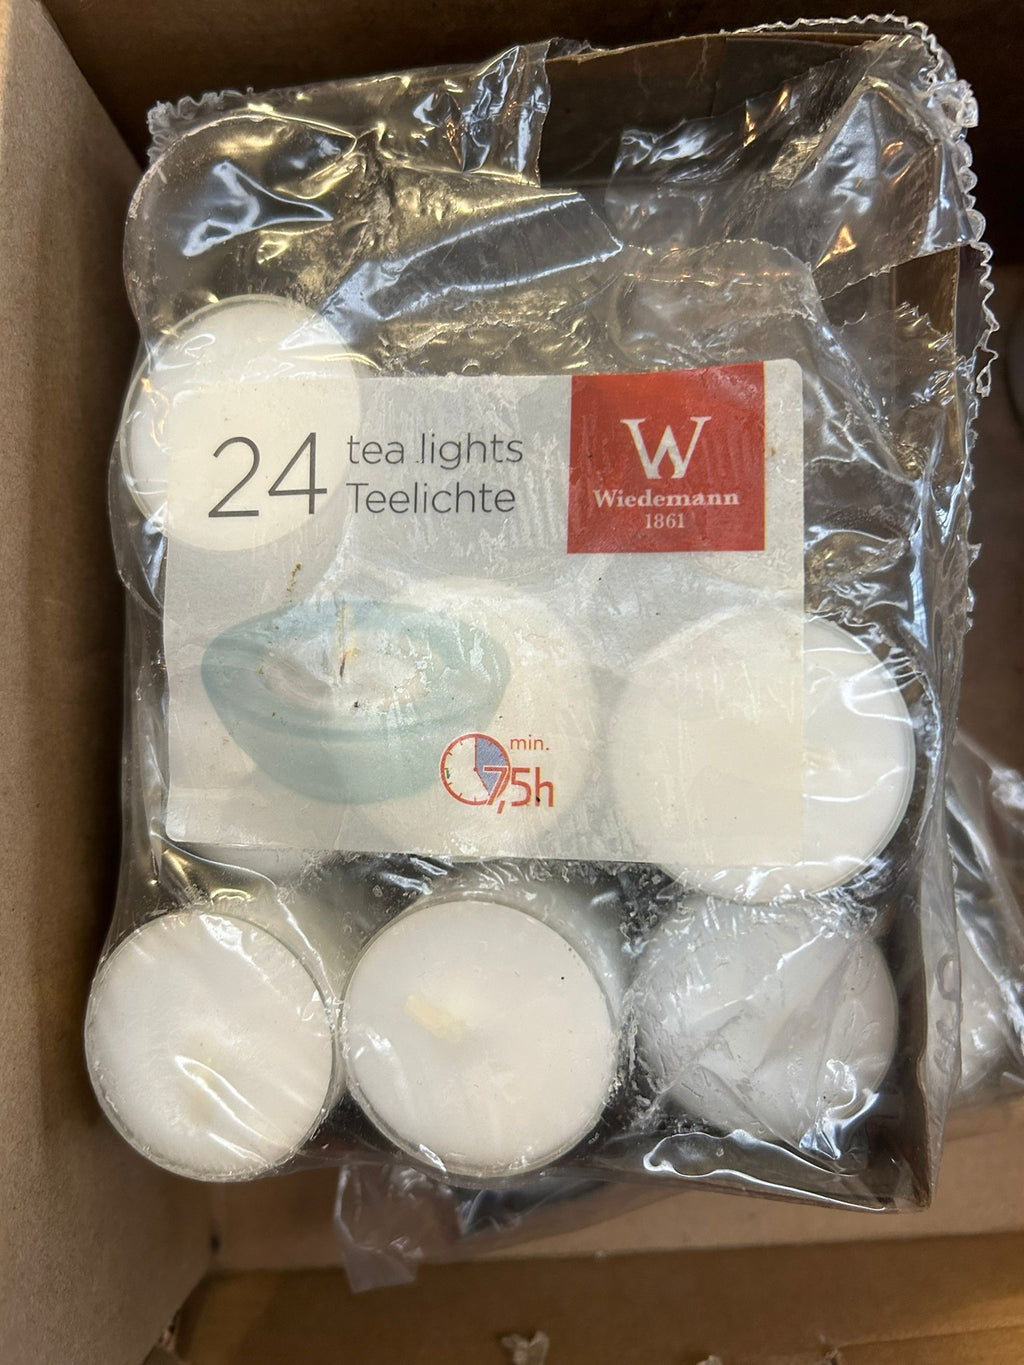 24 tea lights
Teelichte
W
Wiedemann
1861
min.
7,5h